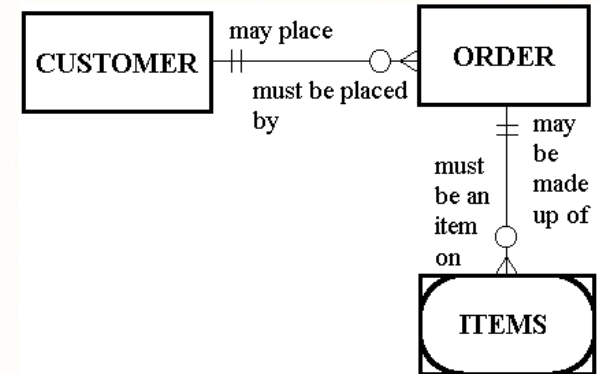 CUSTOMER
may place
must be placed
by
ORDER
may
be
made
up of
must
be an
item
on
ITEMS